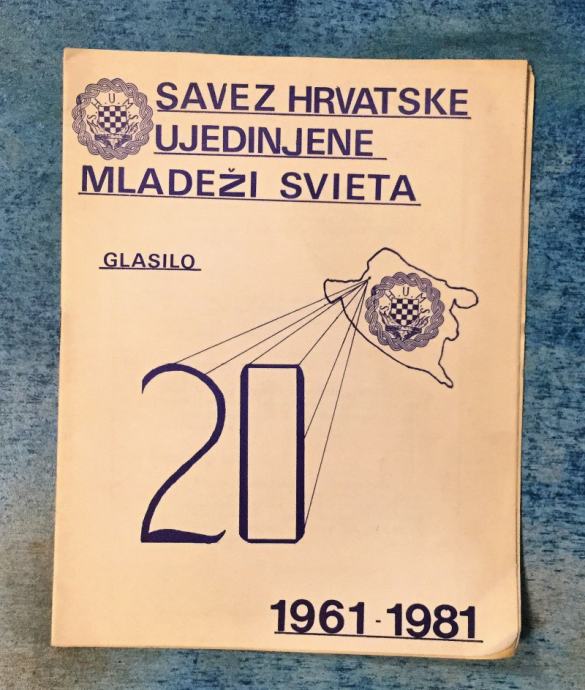 SAVEZ HRVATSKE
UJEDINJENE
MLADEŽI SVIETA
GLASILO
20
1961-1981